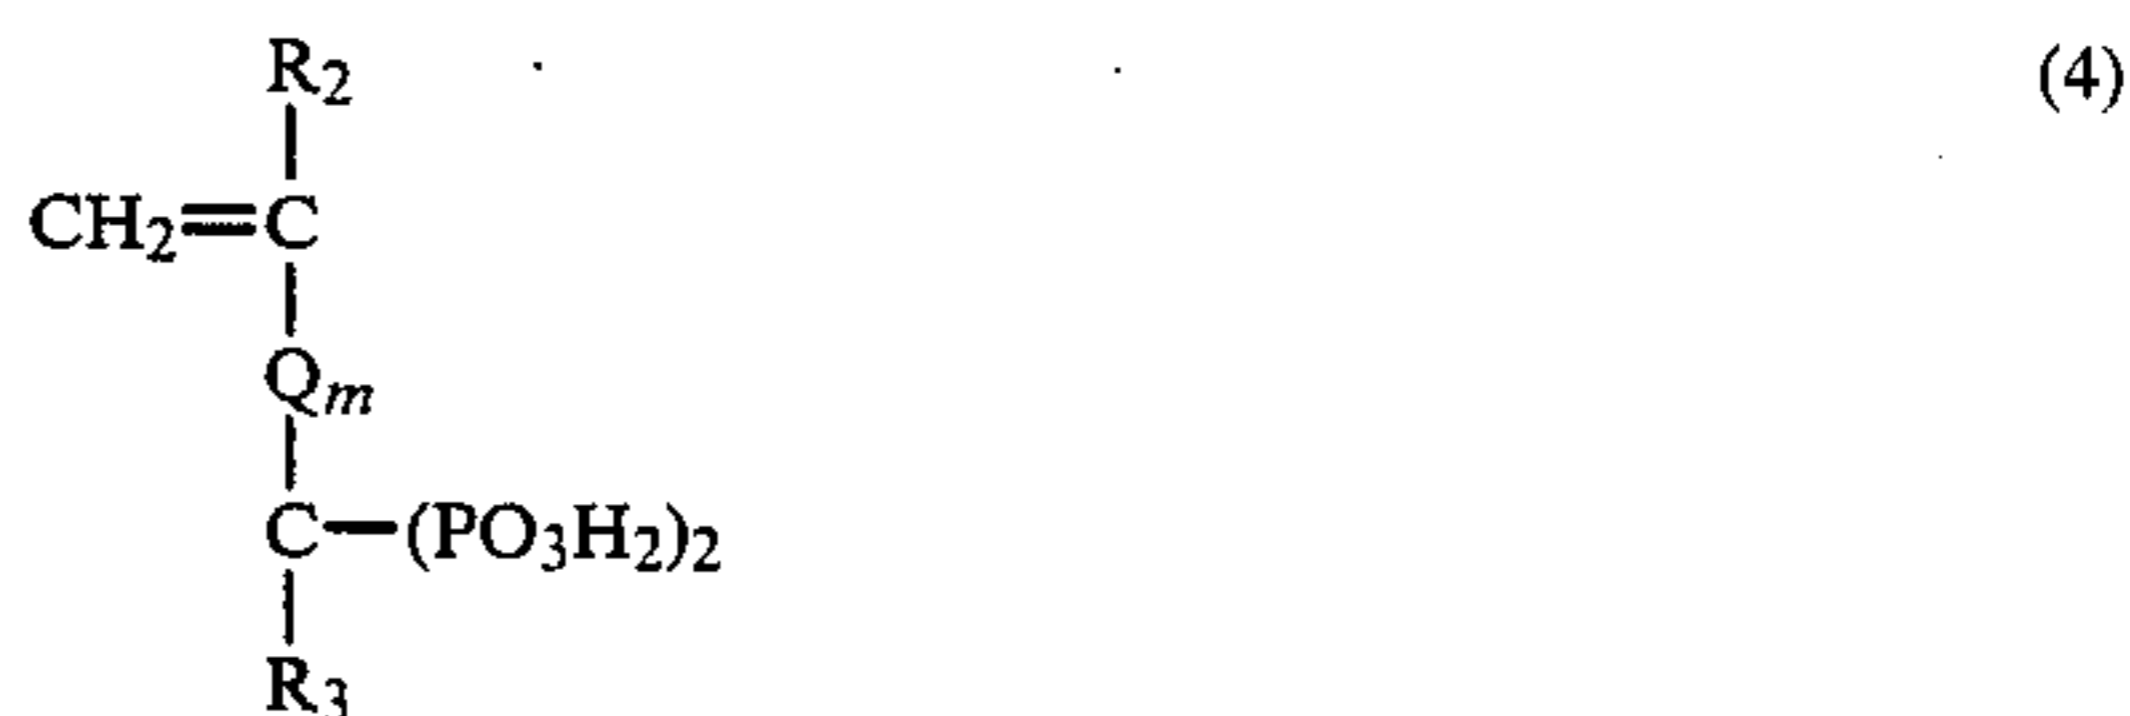 R2 (4)
CH2=C
Qm
C—(PO3H2)2
R3